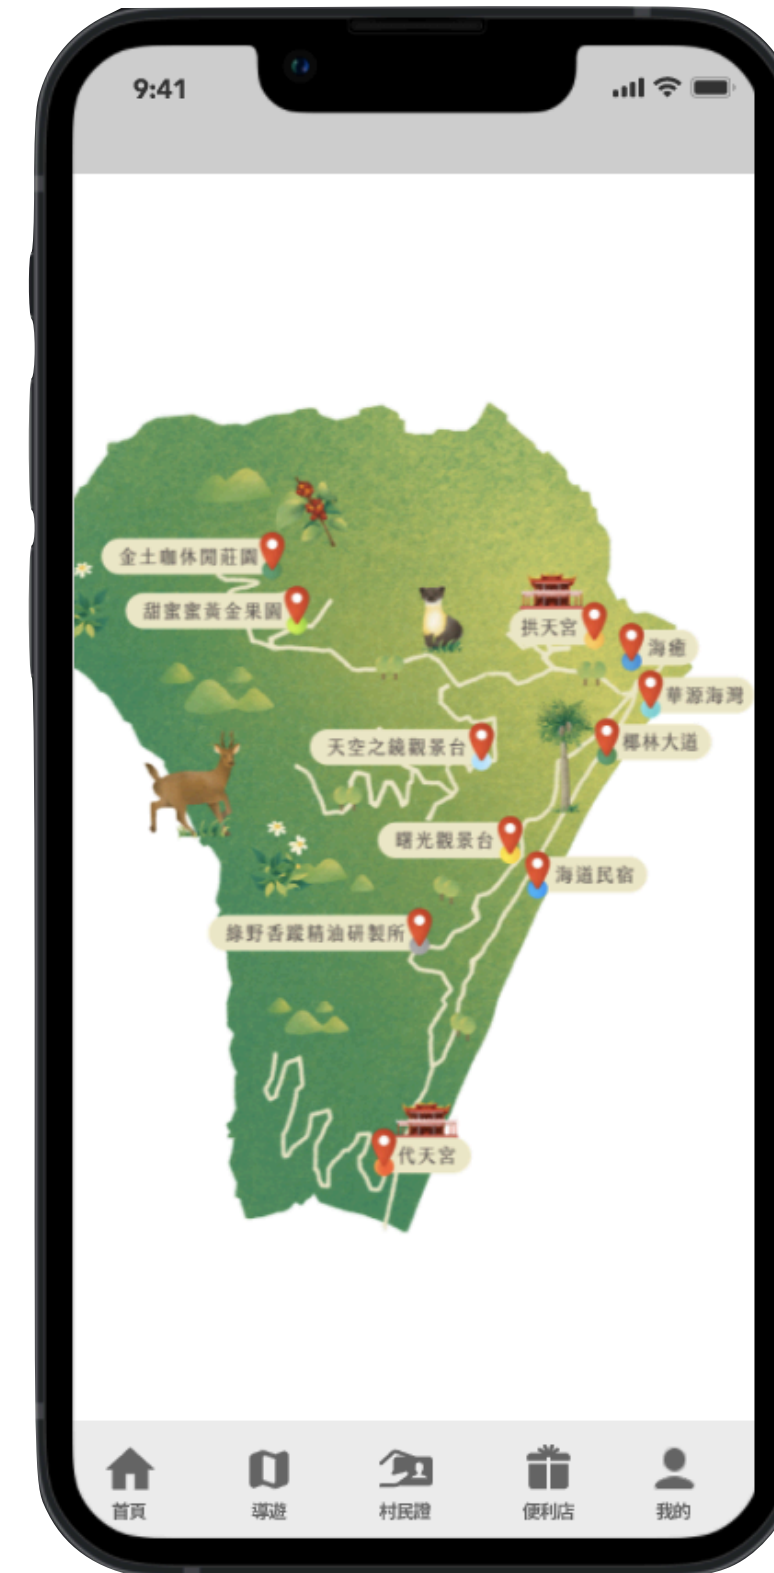 9:41
金土咖休閒莊園
甜蜜蜜黃金果園
拱天宮
海癒
華源海灣
椰林大道
天空之鏡觀景台
曙光觀景台
海道民宿
綠野香蹤精油研製所
代天宮
首頁
導遊
村民證
便利店
我的